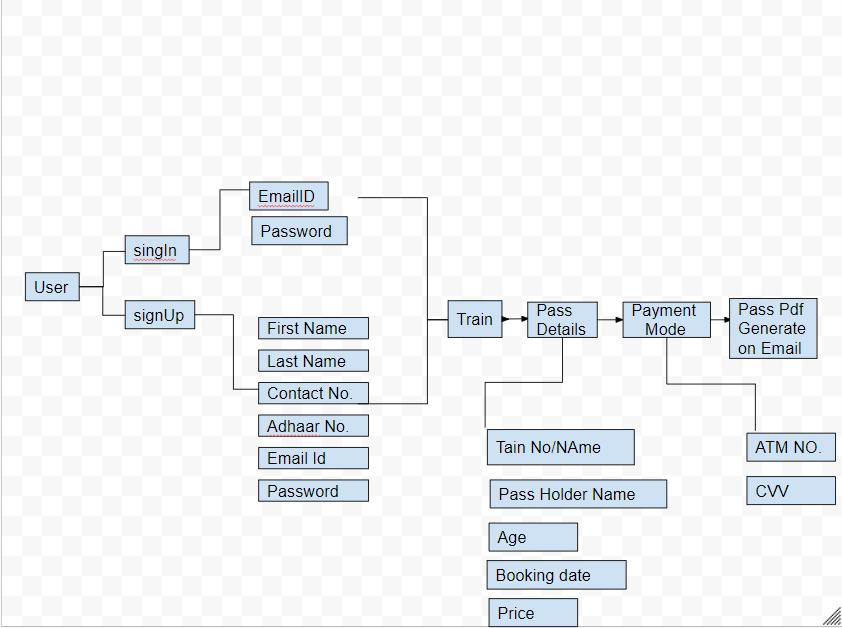 User
singIn
signUp
EmailID
Password
First Name
Last Name
Contact No.
Adhaar No.
Email Id
Password
Train
Pass
Details
Payment
Mode
Pass Pdf
Generate
on Email
Tain No/NAme
Pass Holder Name
Age
Booking date
Price
ATM NO.
CVV